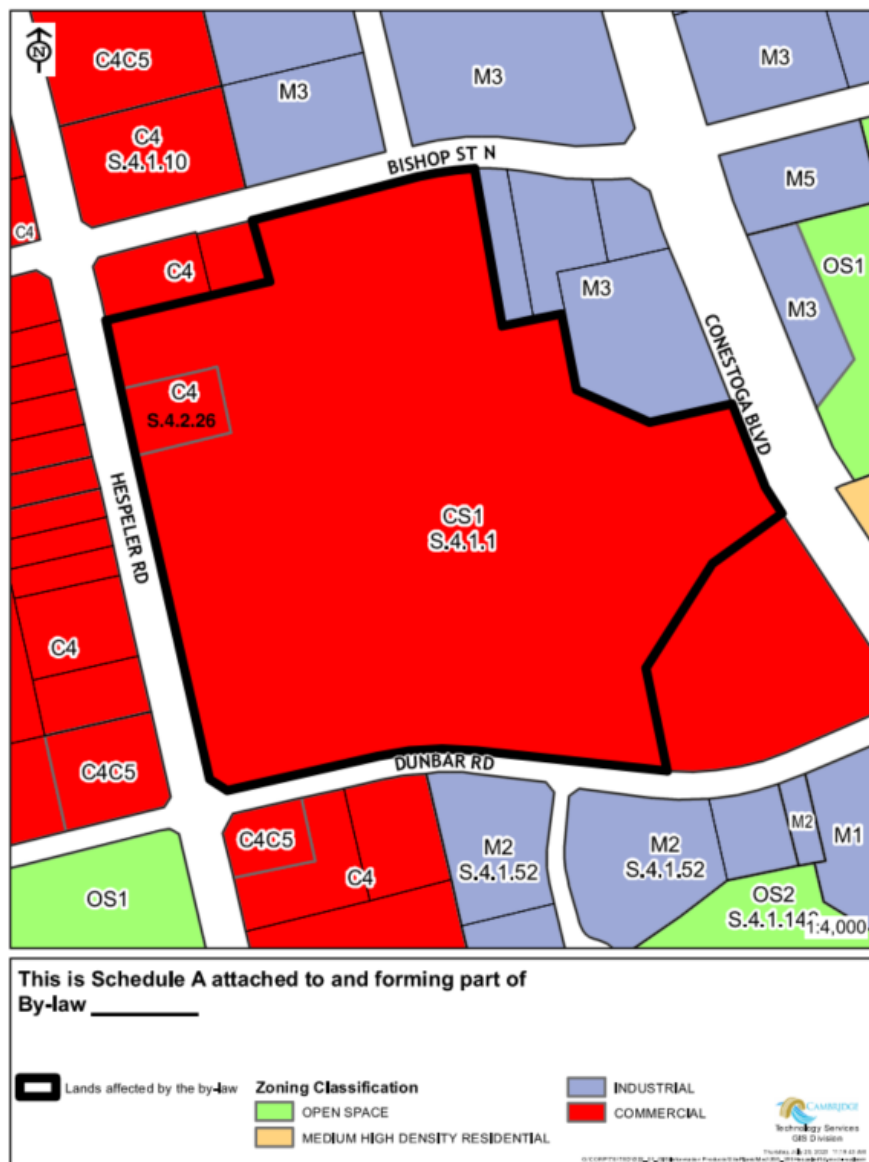 N
C4C5
M3
M3
M3
C4
S.4.1.10
BISHOP ST N
M5
C4
C4
OS1
M3
M3
C4
S.4.2.26
CONESTOGA BLVD
HESPELER RD
CS1
S.4.1.1
C4
C4C5
DUNBAR RD
C4C5
C4
M2
S.4.1.52
M2
S.4.1.52
M2
M1
OS1
OS2
1:4,000
This is Schedule A attached to and forming part of
By-law
Lands affected by the by-law
Zoning Classification
OPEN SPACE
MEDIUM HIGH DENSITY RESIDENTIAL
INDUSTRIAL
COMMERCIAL
CAMBRIDGE
Technology Services
GIS Division